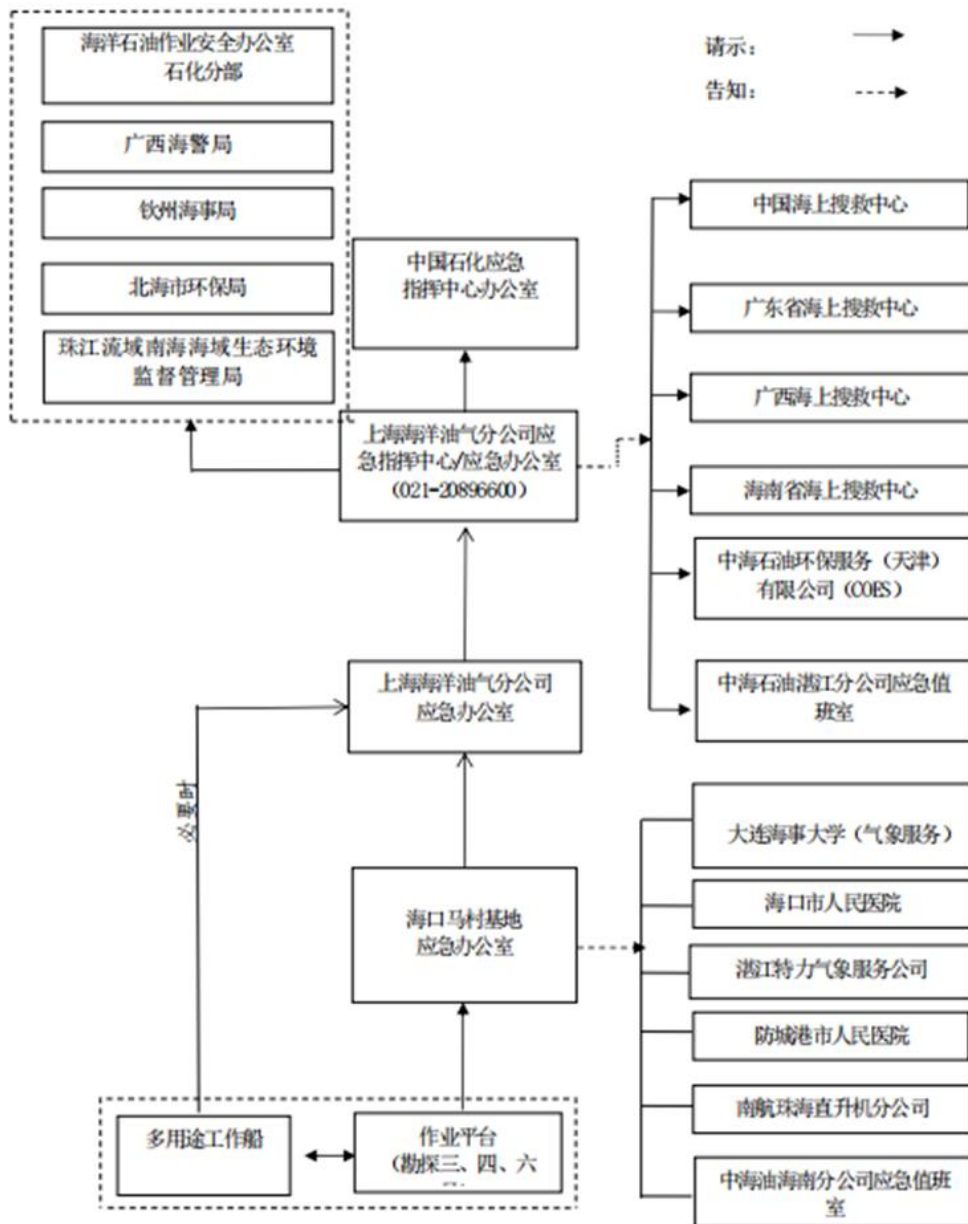 海洋石油作业安全办公室
石化分部
广西海警局
钦州海事局
北海市环保局
珠江流域南海海域生态环境
监督管理局
请示：
告知：
中国石化应急
指挥中心办公室
上海海洋油气分公司应
急指挥中心/应急办公室
（021-20896600）
中国海上搜救中心
广东省海上搜救中心
广西海上搜救中心
海南省海上搜救中心
中海石油环保服务（天津）
有限公司（COES）
中海石油湛江分公司应急值
班室
上海海洋油气分公司
应急办公室
必要时
海口马村基地
应急办公室
大连海事大学（气象服务）
海口市人民医院
湛江特力气象服务公司
防城港市人民医院
南航珠海直升机分公司
中海油海南分公司应急值班
室
多用途工作船
作业平台
（勘探三、四、六